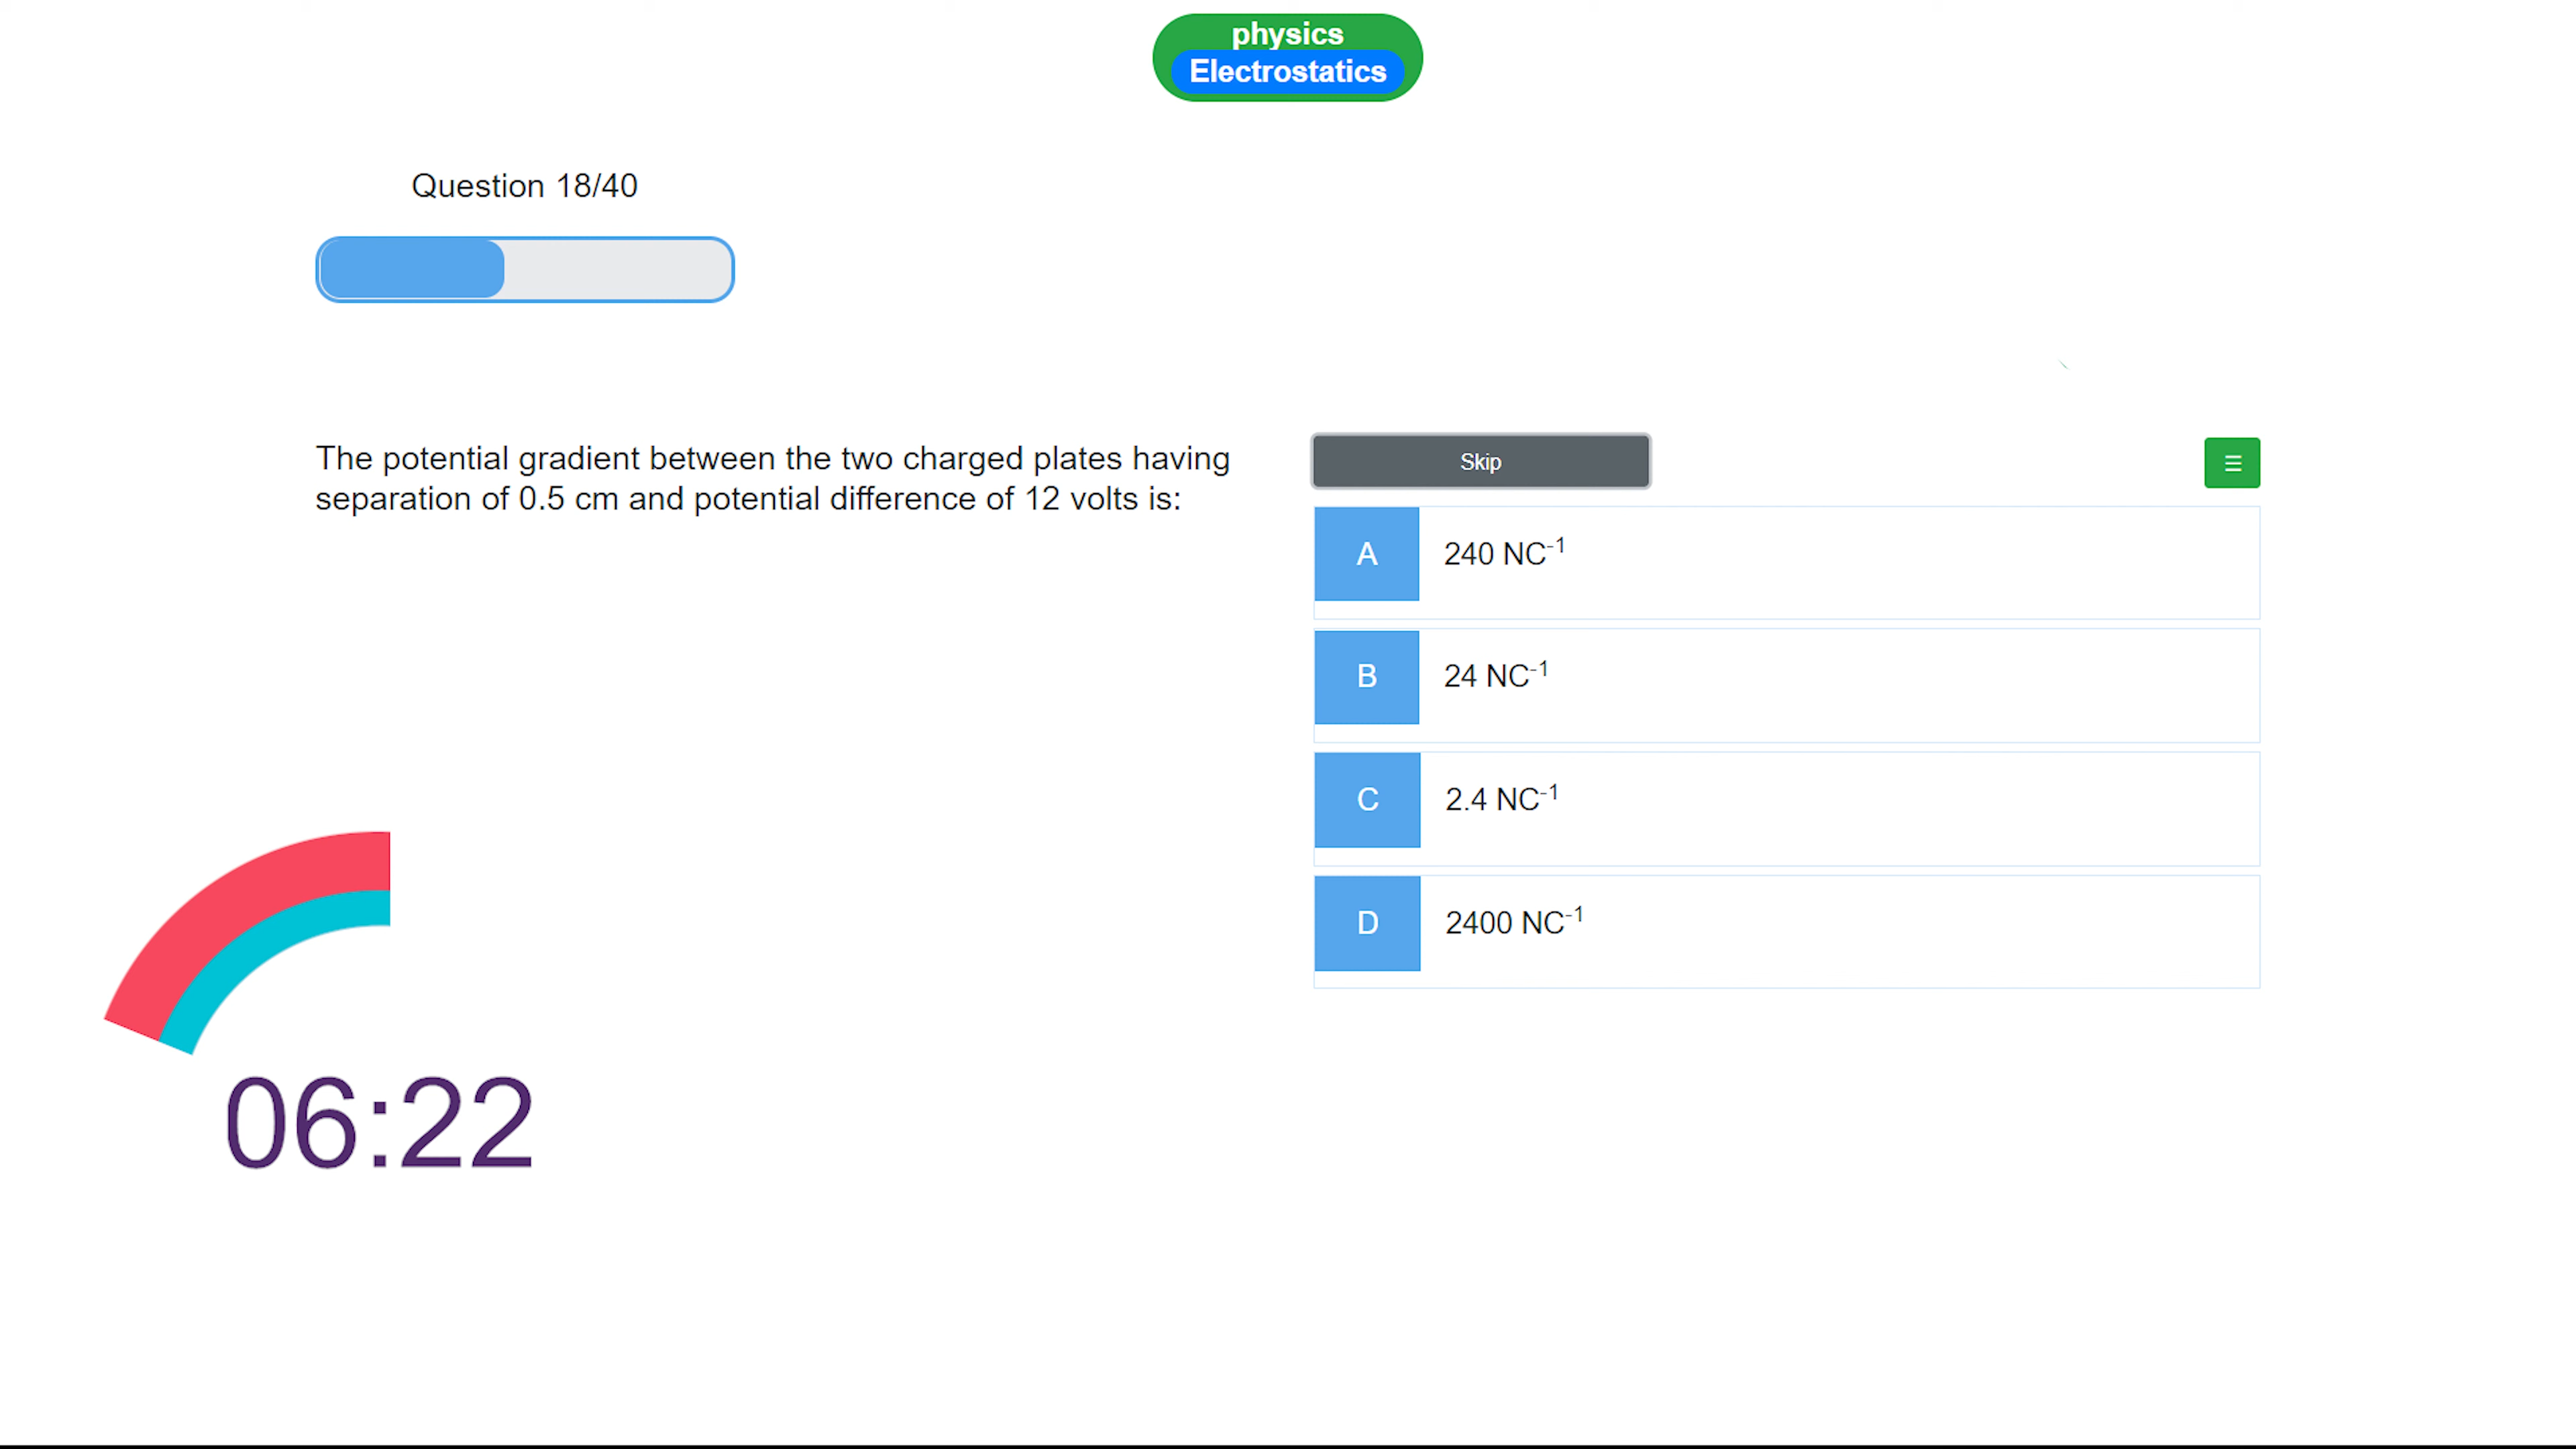 physics
Electrostatics
Question 18/40
The potential gradient between the two charged plates having
separation of 0.5 cm and potential difference of 12 volts is:
Skip
A 240 NC⁻¹
B 24 NC⁻¹
C 2.4 NC⁻¹
D 2400 NC⁻¹
06:22